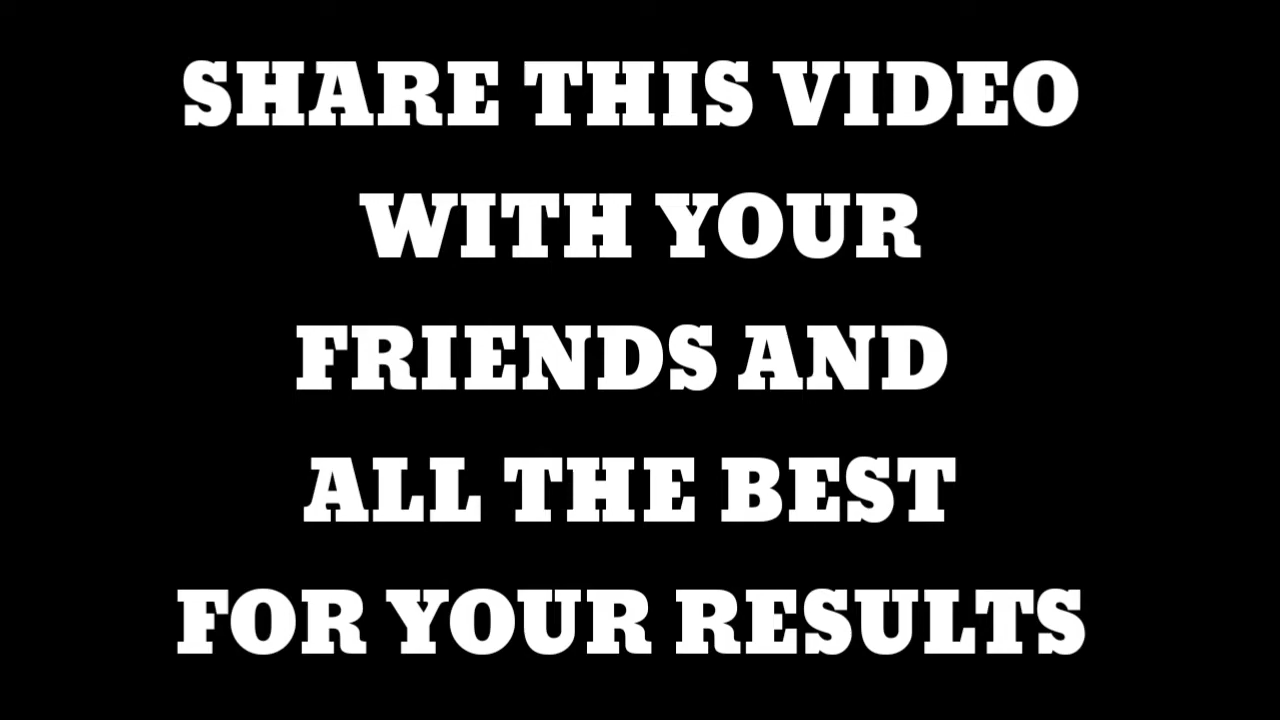 SHARE THIS VIDEO
WITH YOUR
FRIENDS AND
ALL THE BEST
FOR YOUR RESULTS